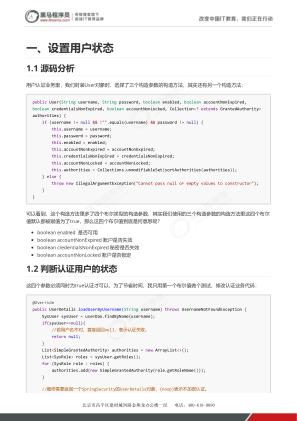 黑马程序员
www.itheima.com
传智播客旗下
高端IT教育品牌
改变中国IT教育，我们正在行动
一、设置用户状态
1.1 源码分析
用户认证业务里，我们封装User对象时，选择了三个构造参数的构造方法，其实还有另一个构造方法：
public User(String username, String password, boolean enabled, boolean accountNonExpired,
boolean credentialsNonExpired, boolean accountNonLocked, Collection<? extends GrantedAuthority>
authorities) {
if (username != null && !"".equals(username) && password != null) {
this.username = username;
this.password = password;
this.enabled = enabled;
this.accountNonExpired = accountNonExpired;
this.credentialsNonExpired = credentialsNonExpired;
this.accountNonLocked = accountNonLocked;
this.authorities = Collections.unmodifiableSet(sortAuthorities(authorities));
} else {
throw new IllegalArgumentException("Cannot pass null or empty values to constructor");
}
}
可以看到，这个构造方法里多了四个布尔类型的构造参数，其实我们使用的三个构造参数的构造方法里这四个布尔
值默认都被赋值为了true，那么这四个布尔值到底是何意思呢？
boolean enabled 是否可用
boolean accountNonExpired 账户是否失效
boolean credentialsNonExpired 秘密是否失效
boolean accountNonLocked 账户是否锁定
1.2 判断认证用户的状态
这四个参数必须同时为true认证才可以，为了节省时间，我只用第一个布尔值做个测试，修改认证业务代码：
@Override
public UserDetails loadUserByUsername(String username) throws UsernameNotFoundException {
SysUser sysUser = userDao.findByName(username);
if(sysUser==null){
//若用户名不对，直接返回null，表示认证失败。
return null;
}
List<SimpleGrantedAuthority> authorities = new ArrayList<>();
List<SysRole> roles = sysUser.getRoles();
for (SysRole role : roles) {
authorities.add(new SimpleGrantedAuthority(role.getRoleName()));
}
//最终需要返回一个SpringSecurity的UserDetails对象，{noop}表示不加密认证。
北京市昌平区建材城西路金燕龙办公楼一层 电话：400-618-9090